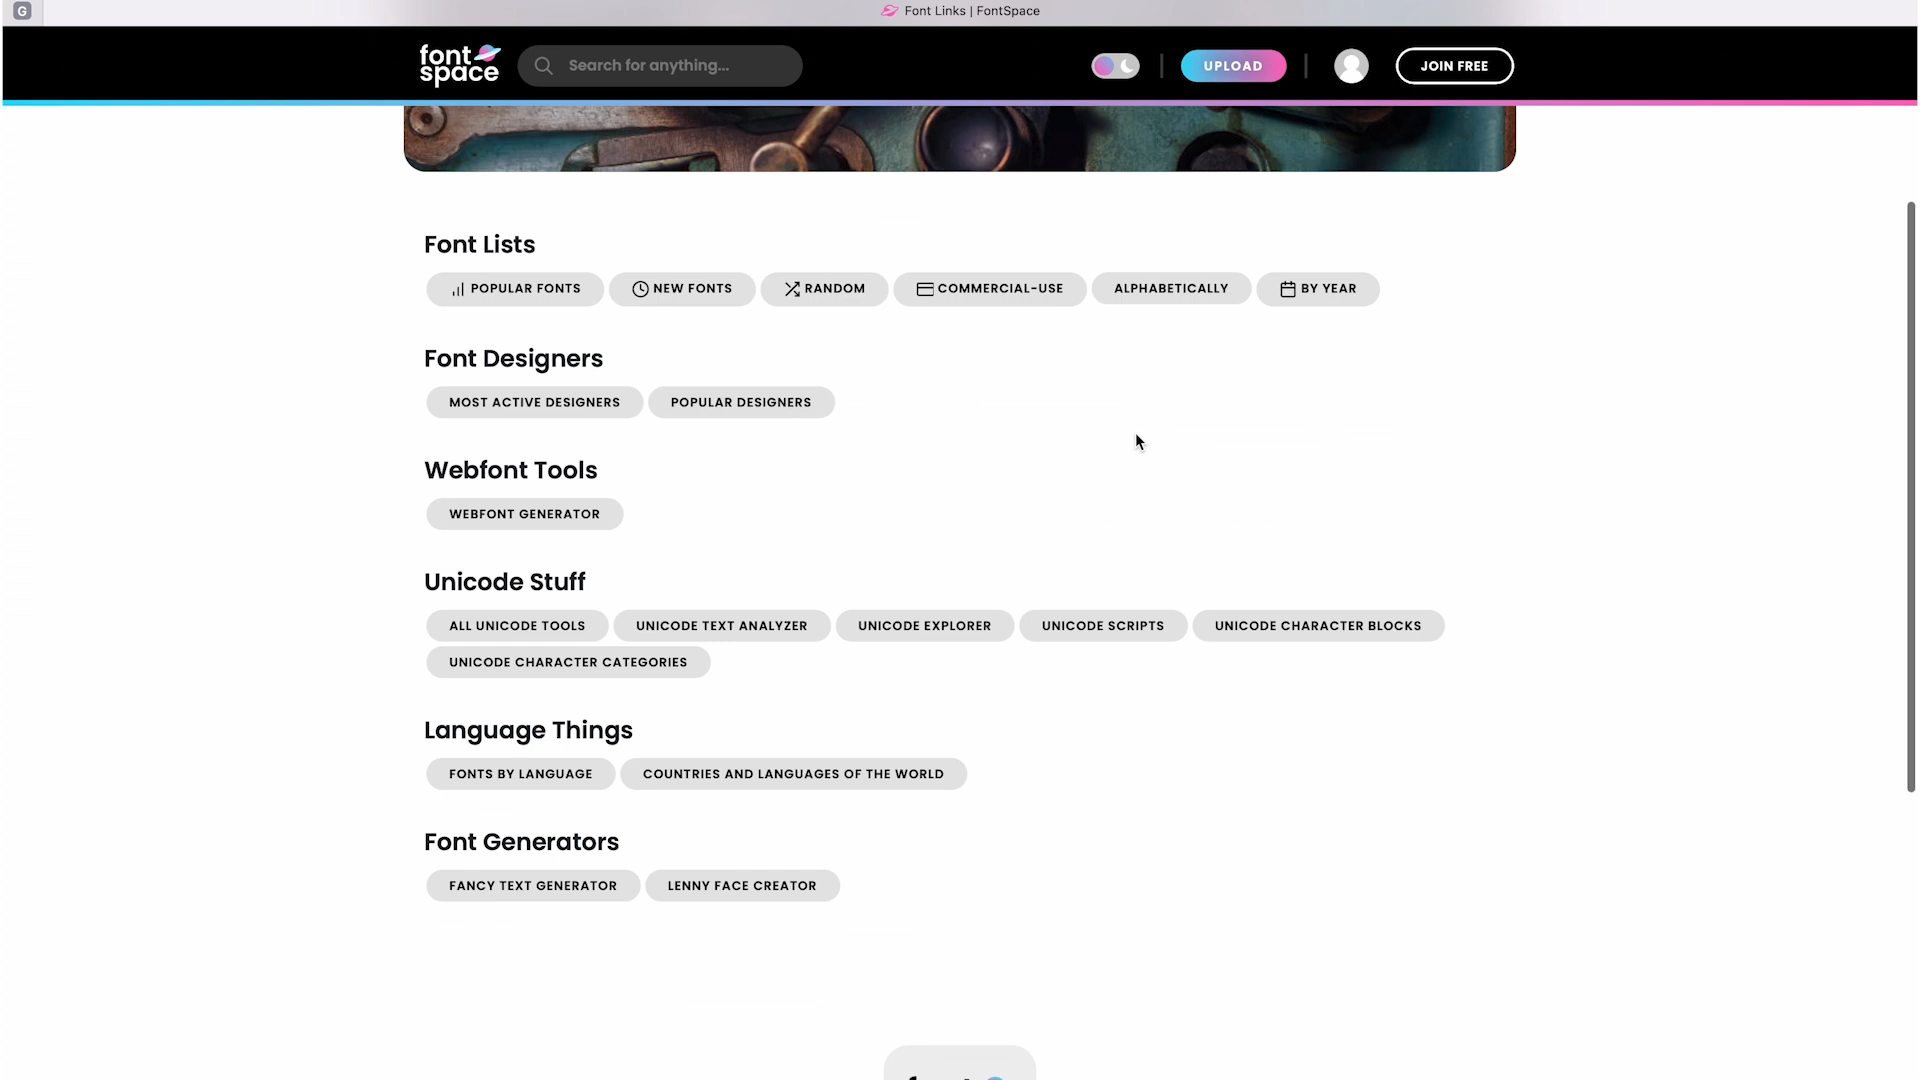 G
Font Links | FontSpace
font
space
Search for anything...
UPLOAD
JOIN FREE
Font Lists
POPULAR FONTS
NEW FONTS
RANDOM
COMMERCIAL-USE
ALPHABETICALLY
BY YEAR
Font Designers
MOST ACTIVE DESIGNERS
POPULAR DESIGNERS
Webfont Tools
WEBFONT GENERATOR
Unicode Stuff
ALL UNICODE TOOLS
UNICODE TEXT ANALYZER
UNICODE EXPLORER
UNICODE SCRIPTS
UNICODE CHARACTER BLOCKS
UNICODE CHARACTER CATEGORIES
Language Things
FONTS BY LANGUAGE
COUNTRIES AND LANGUAGES OF THE WORLD
Font Generators
FANCY TEXT GENERATOR
LENNY FACE CREATOR